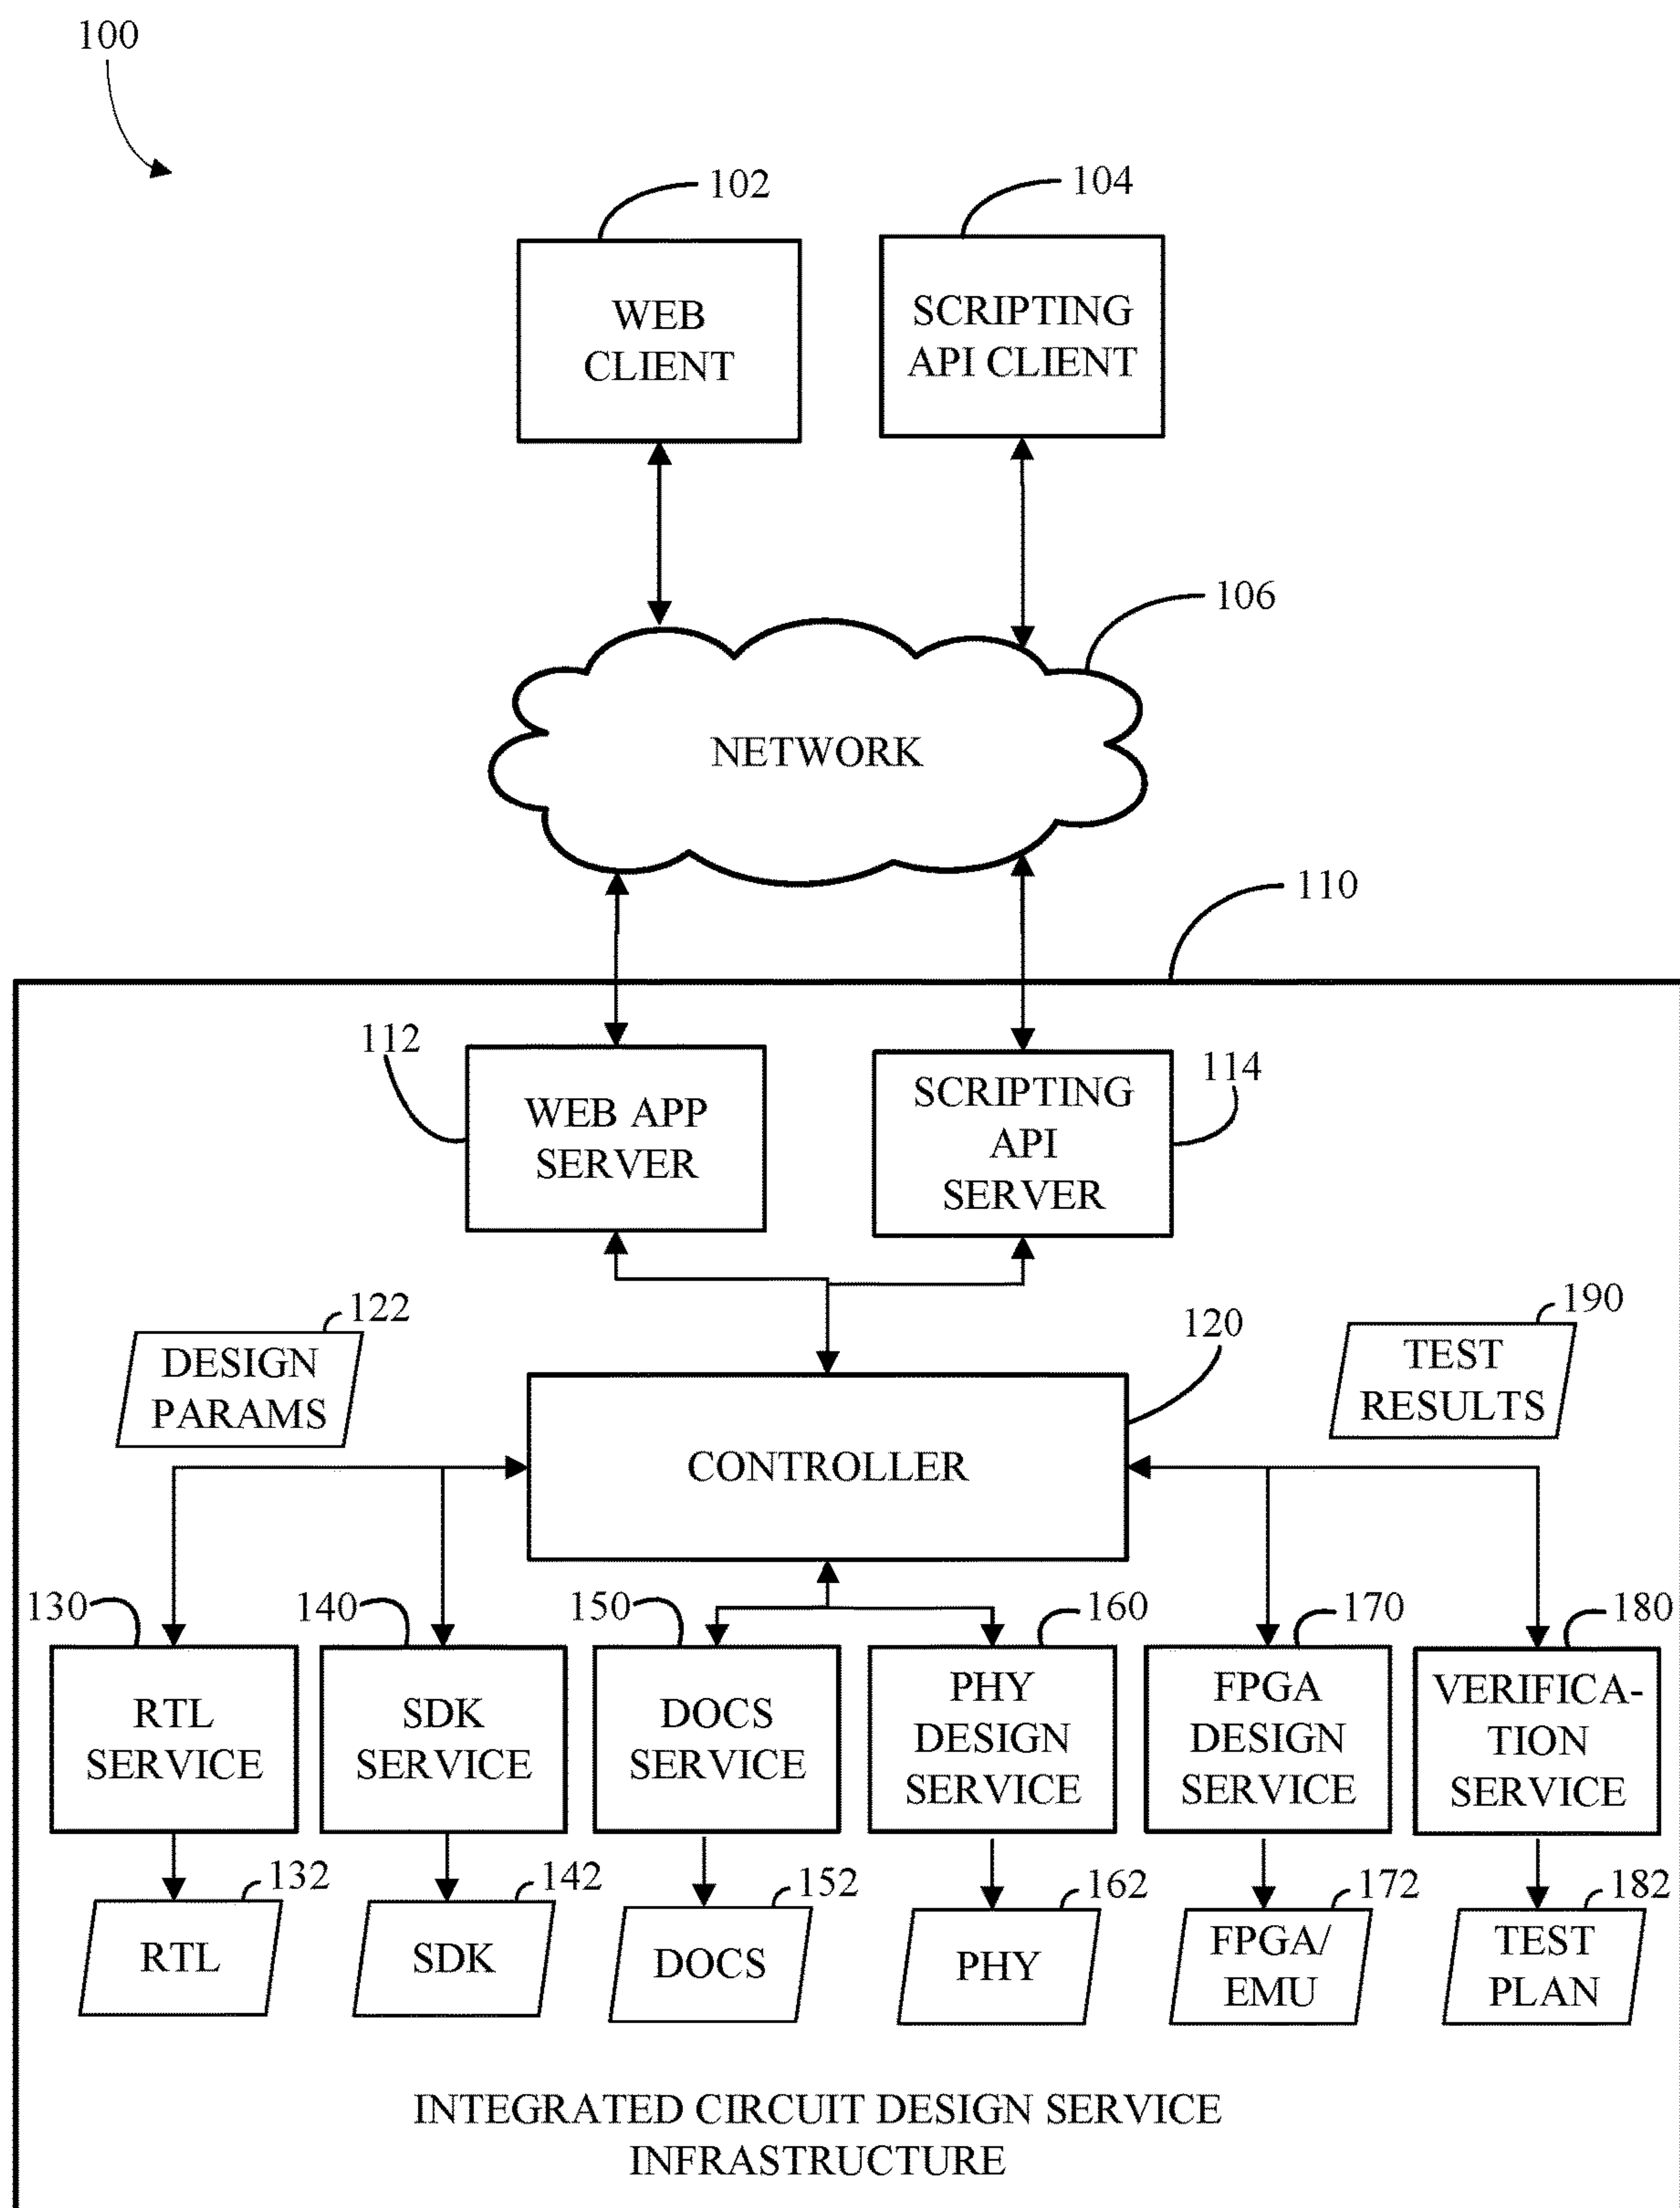 100
102
104
WEB
CLIENT
SCRIPTING
API CLIENT
106
NETWORK
110
112
WEB APP
SERVER
SCRIPTING
API
SERVER
114
122
DESIGN
PARAMS
120
190
TEST
RESULTS
CONTROLLER
130
140
150
160
170
180
RTL
SERVICE
SDK
SERVICE
DOCS
SERVICE
PHY
DESIGN
SERVICE
FPGA
DESIGN
SERVICE
VERIFICA-
TION
SERVICE
132
142
152
162
172
182
RTL
SDK
DOCS
PHY
FPGA/
EMU
TEST
PLAN
INTEGRATED CIRCUIT DESIGN SERVICE
INFRASTRUCTURE